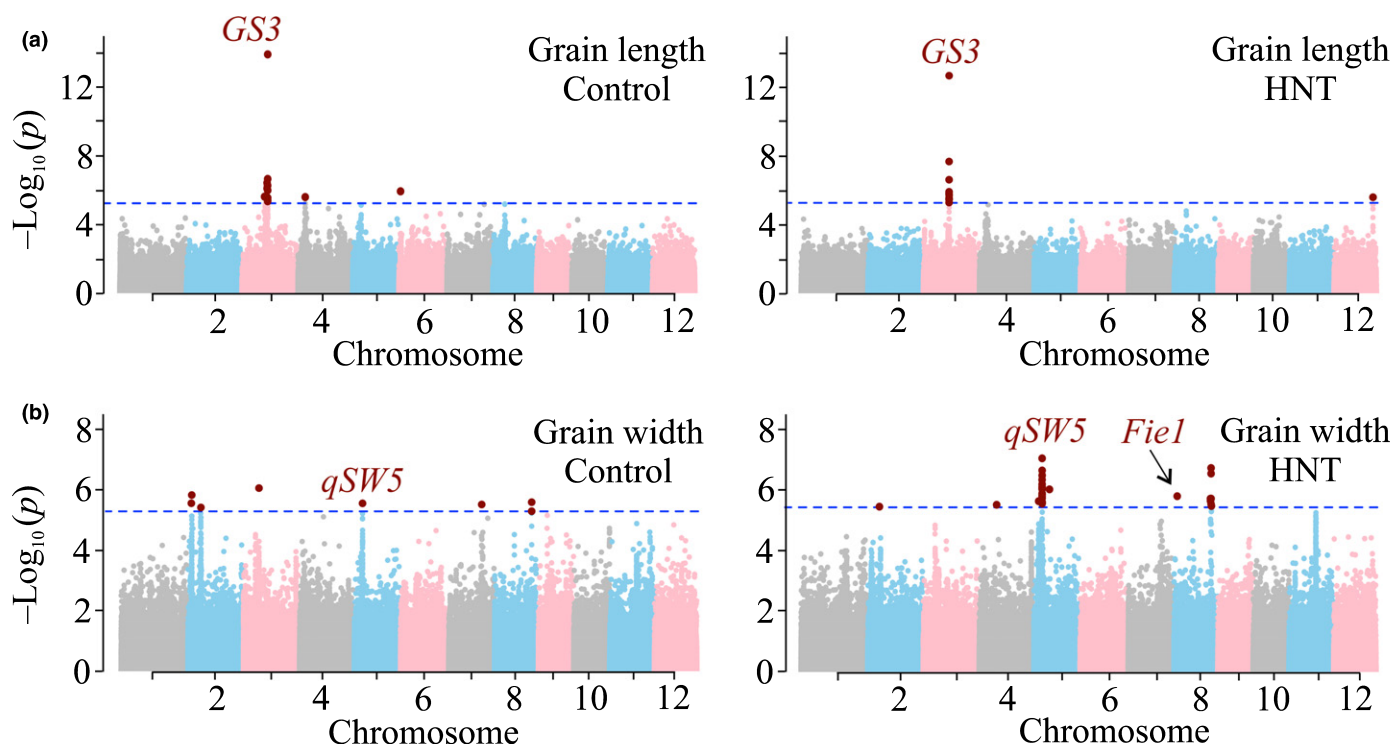 (a)
GS3
Grain length
Control
12
8
4
0
–Log10(p)
2 4 6 8 10 12
Chromosome
GS3
Grain length
HNT
12
8
4
0
2 4 6 8 10 12
Chromosome
(b)
Grain width
Control
qSW5
8
6
4
2
0
–Log10(p)
2 4 6 8 10 12
Chromosome
qSW5
Fie1
Grain width
HNT
8
6
4
2
0
2 4 6 8 10 12
Chromosome